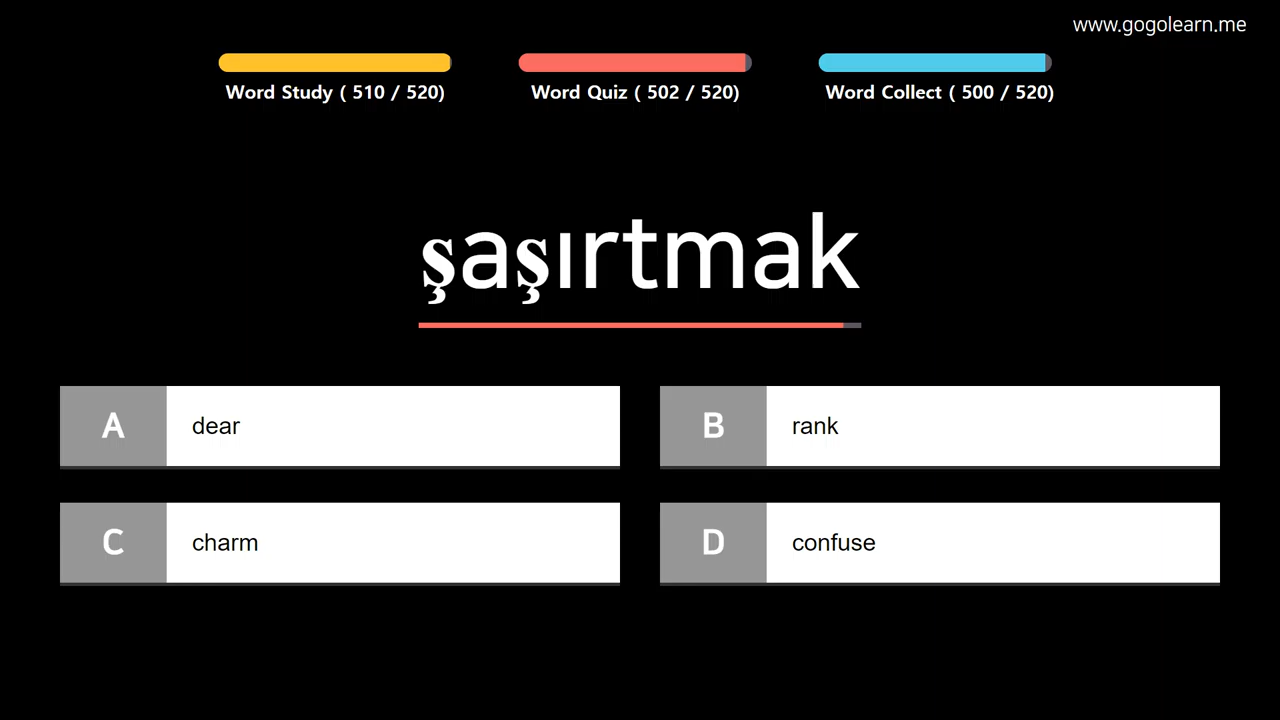 www.gogolearn.me
Word Study ( 510 / 520)
Word Quiz ( 502 / 520)
Word Collect ( 500 / 520)
şaşırtmak
A dear
B rank
C charm
D confuse